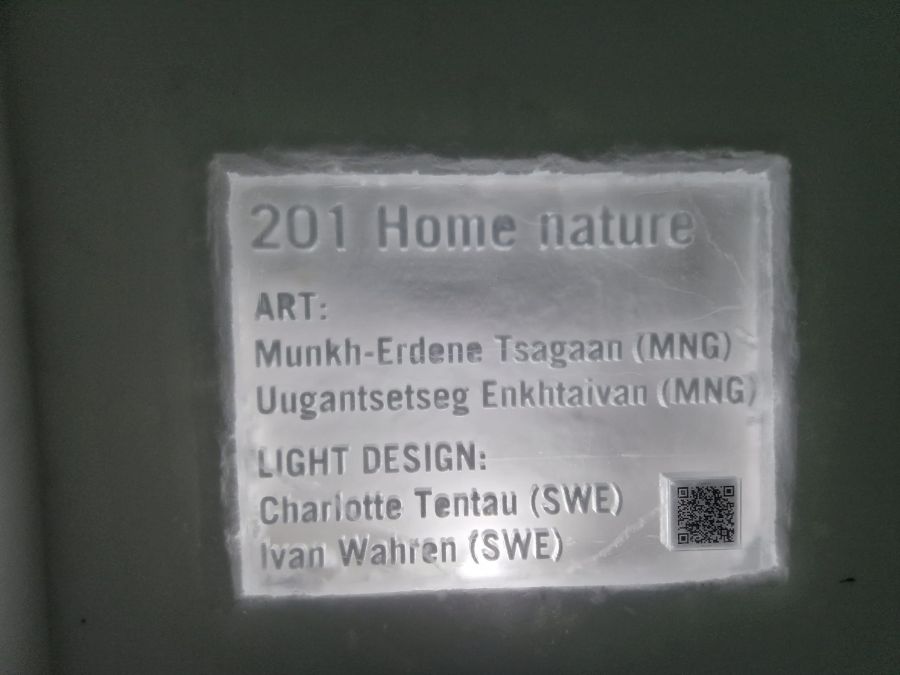 201 Home nature
ART:
Munkh-Erdene Tsagaan (MNG)
Uugantsetseg Enkhtaivan (MNG)
LIGHT DESIGN:
Charlotte Tentau (SWE)
Ivan Wahren (SWE)